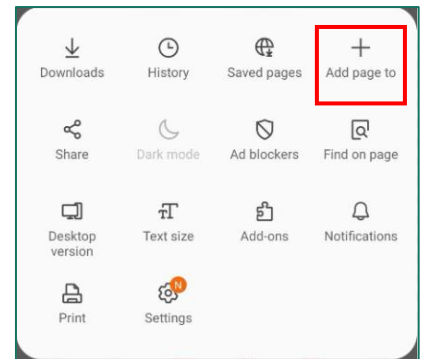 Downloads
History
Saved pages
Add page to
Share
Dark mode
Ad blockers
Find on page
Desktop
version
Text size
Add-ons
Notifications
Print
N
Settings